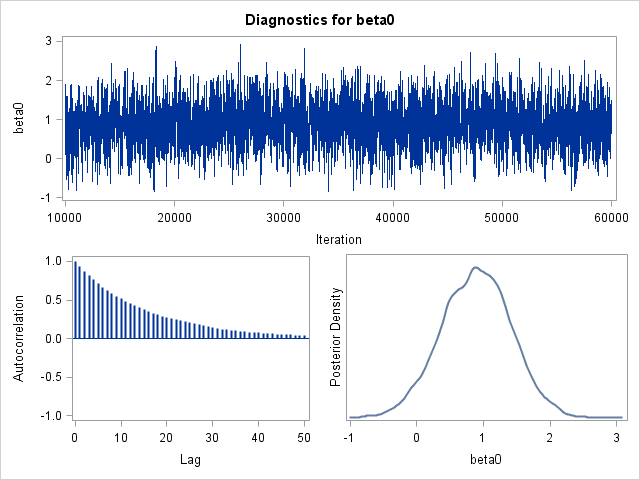 Diagnostics for beta0
beta0
3
2
1
0
-1
10000 20000 30000 40000 50000 60000
Iteration
Autocorrelation
1.0
0.5
0.0
-0.5
-1.0
0 10 20 30 40 50
Lag
Posterior Density
-1 0 1 2 3
beta0